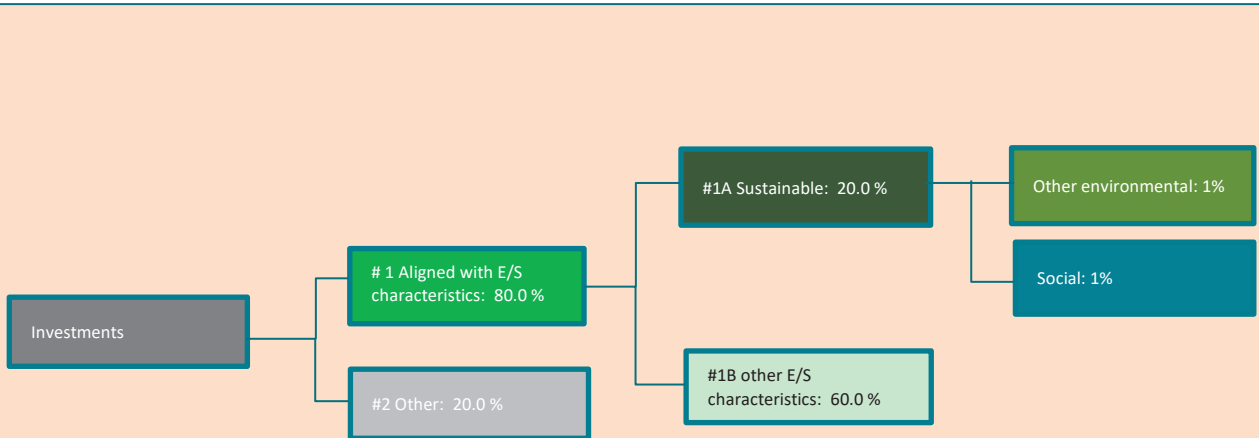 #1A Sustainable:  20.0 %
Other environmental: 1%
# 1 Aligned with E/S
characteristics:  80.0 %
Social: 1%
Investments
#1B other E/S
characteristics:  60.0 %
#2 Other:  20.0 %